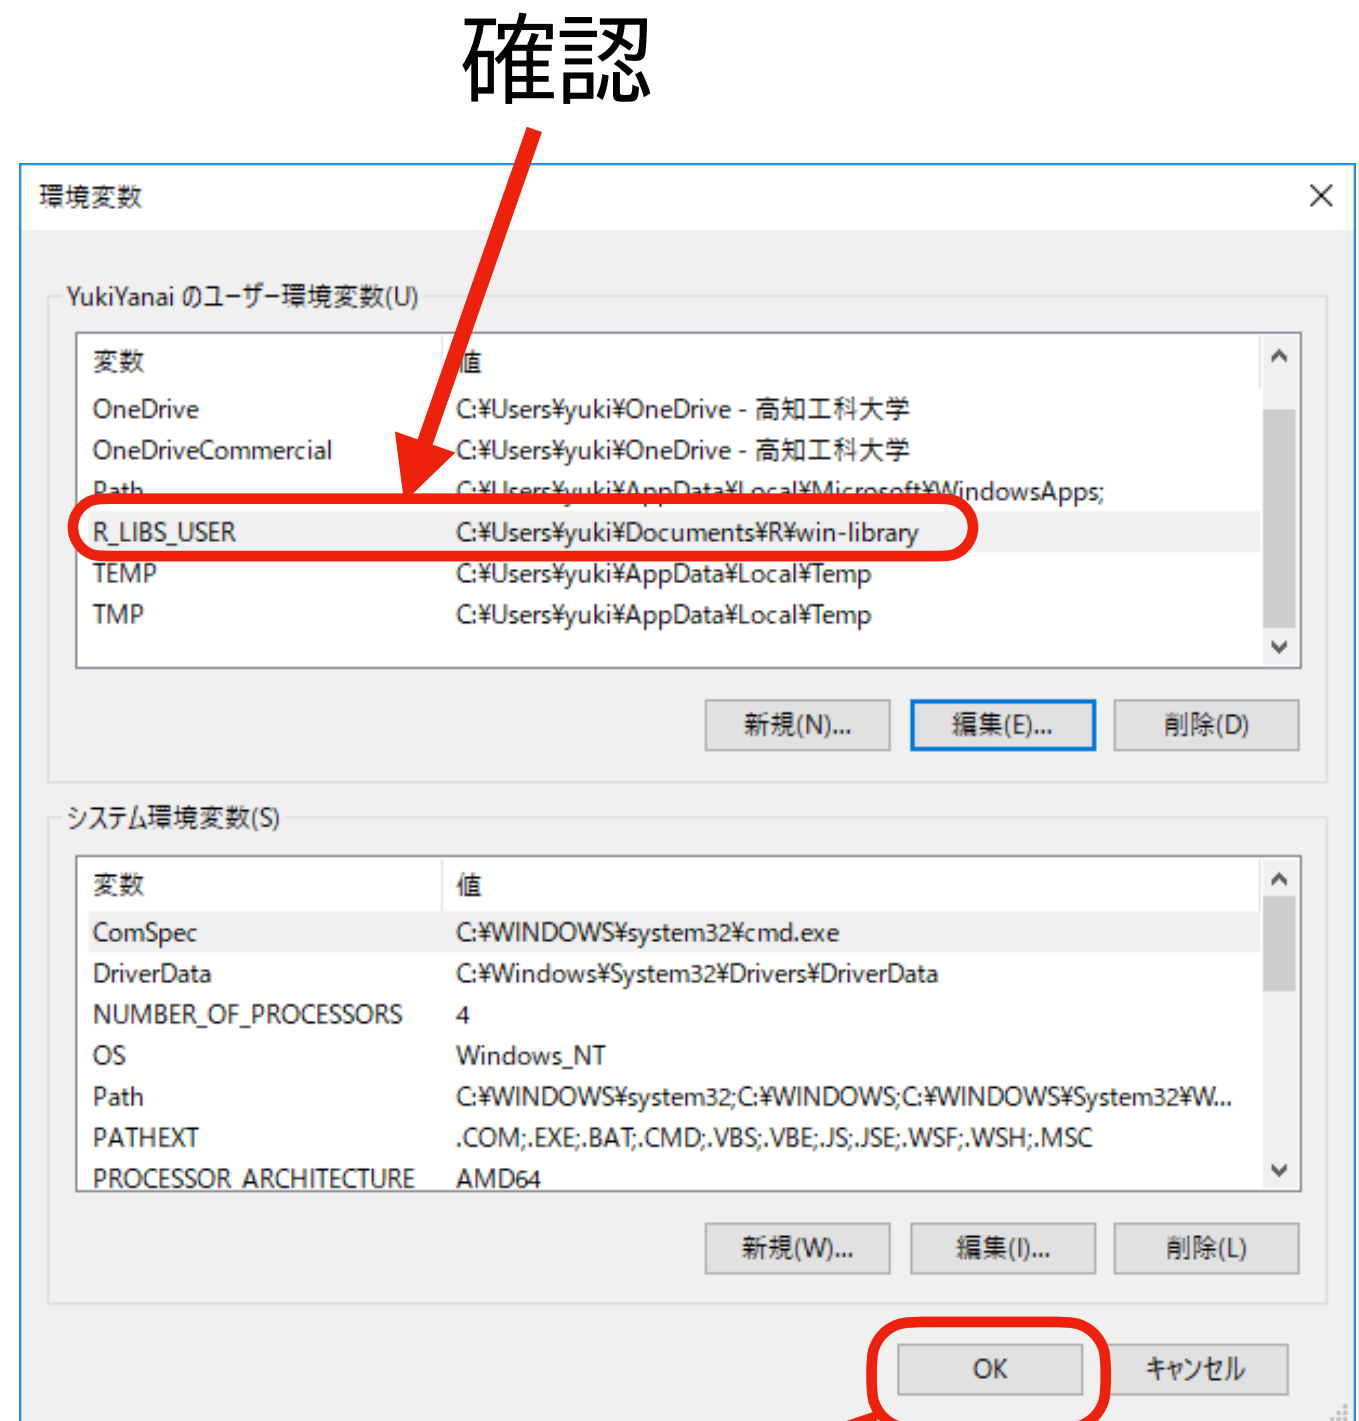 確認
環境変数
YukiYanai のユーザー環境変数(U)
変数 値
OneDrive C:¥Users¥yuki¥OneDrive - 高知工科大学
OneDriveCommercial C:¥Users¥yuki¥OneDrive - 高知工科大学
Path C:¥Users¥yuki¥AppData¥Local¥Microsoft¥WindowsApps;
R_LIBS_USER C:¥Users¥yuki¥Documents¥R¥win-library
TEMP C:¥Users¥yuki¥AppData¥Local¥Temp
TMP C:¥Users¥yuki¥AppData¥Local¥Temp
新規(N)... 編集(E)... 削除(D)
システム環境変数(S)
変数 値
ComSpec C:¥WINDOWS¥system32¥cmd.exe
DriverData C:¥Windows¥System32¥Drivers¥DriverData
NUMBER_OF_PROCESSORS 4
OS Windows_NT
Path C:¥WINDOWS¥system32;C:¥WINDOWS;C:¥WINDOWS¥System32¥W...
PATHEXT .COM;.EXE;.BAT;.CMD;.VBS;.VBE;.JS;.JSE;.WSF;.WSH;.MSC
PROCESSOR_ARCHITECTURE AMD64
新規(W)... 編集(I)... 削除(L)
OK キャンセル